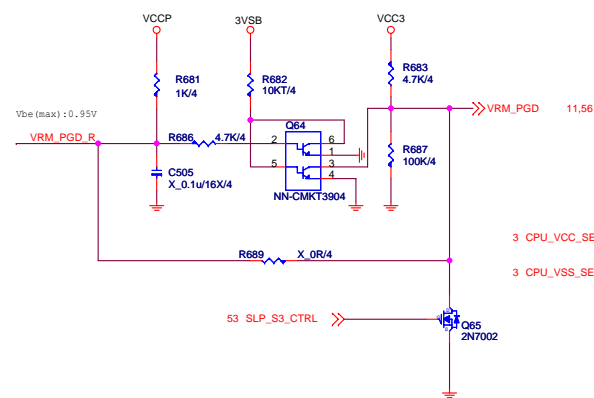 VCCP
3VSB
VCC3
R681
1K/4
R682
10KT/4
R683
4.7K/4
Vbe(max):0.95V
VRM_PGD
11,56
Q64
VRM_PGD_R
R686
4.7K/4
2
6
1
R687
100K/4
5
3
4
C505
X_0.1u/16X/4
NN-CMKT3904
3 CPU_VCC_SE
R689
X_0R/4
3 CPU_VSS_SE
53 SLP_S3_CTRL
Q65
2N7002